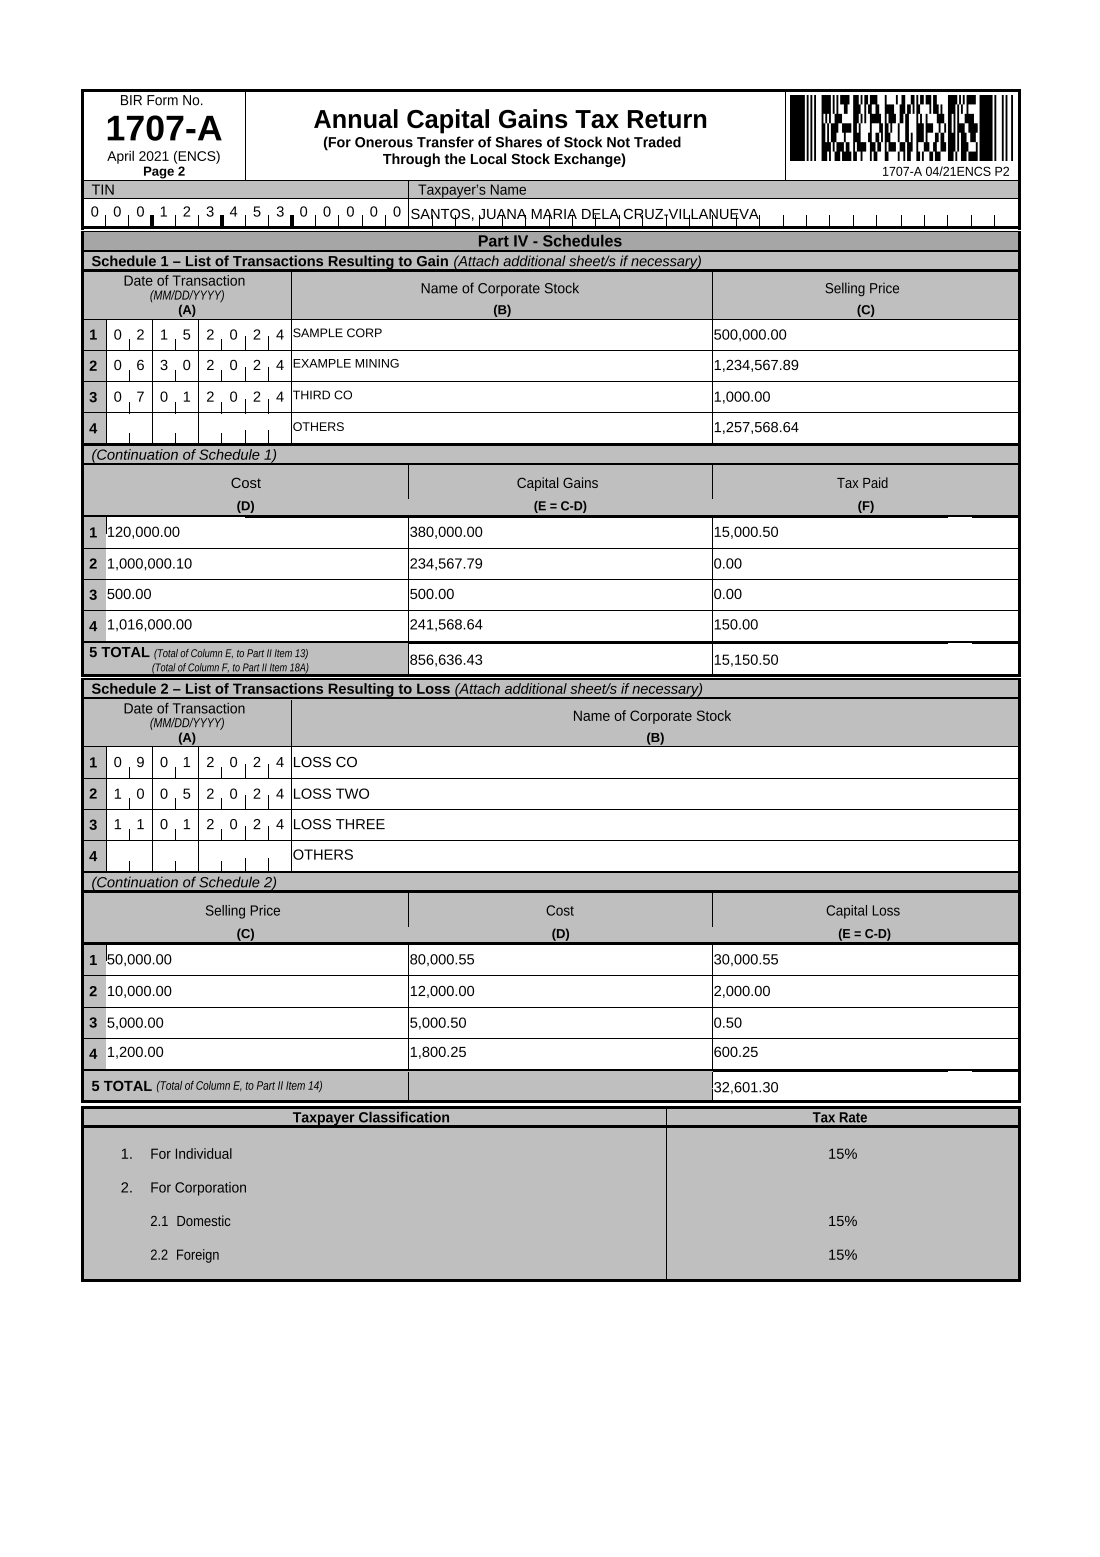 BIR Form No.
1707-A
April 2021 (ENCS)
Page 2
Annual Capital Gains Tax Return
(For Onerous Transfer of Shares of Stock Not Traded
Through the Local Stock Exchange)
1707-A 04/21ENCS P2
TIN Taxpayer's Name
0 0 0 1 2 3 4 5 3 0 0 0 0 0 SANTOS, JUANA MARIA DELA CRUZ-VILLANUEVA
Part IV - Schedules
Schedule 1 – List of Transactions Resulting to Gain (Attach additional sheet/s if necessary)
Date of Transaction
(MM/DD/YYYY)
(A)
Name of Corporate Stock
(B)
Selling Price
(C)
1 0 2 1 5 2 0 2 4 SAMPLE CORP 500,000.00
2 0 6 3 0 2 0 2 4 EXAMPLE MINING 1,234,567.89
3 0 7 0 1 2 0 2 4 THIRD CO 1,000.00
4 OTHERS 1,257,568.64
(Continuation of Schedule 1)
Cost Capital Gains Tax Paid
(D) (E = C-D) (F)
1 120,000.00 380,000.00 15,000.50
2 1,000,000.10 234,567.79 0.00
3 500.00 500.00 0.00
4 1,016,000.00 241,568.64 150.00
5 TOTAL (Total of Column E, to Part II Item 13)
(Total of Column F, to Part II Item 18A)
856,636.43 15,150.50
Schedule 2 – List of Transactions Resulting to Loss (Attach additional sheet/s if necessary)
Date of Transaction
(MM/DD/YYYY)
(A)
Name of Corporate Stock
(B)
1 0 9 0 1 2 0 2 4 LOSS CO
2 1 0 0 5 2 0 2 4 LOSS TWO
3 1 1 0 1 2 0 2 4 LOSS THREE
4 OTHERS
(Continuation of Schedule 2)
Selling Price Cost Capital Loss
(C) (D) (E = C-D)
1 50,000.00 80,000.55 30,000.55
2 10,000.00 12,000.00 2,000.00
3 5,000.00 5,000.50 0.50
4 1,200.00 1,800.25 600.25
5 TOTAL (Total of Column E, to Part II Item 14) 32,601.30
Taxpayer Classification Tax Rate
1. For Individual 15%
2. For Corporation
2.1 Domestic 15%
2.2 Foreign 15%